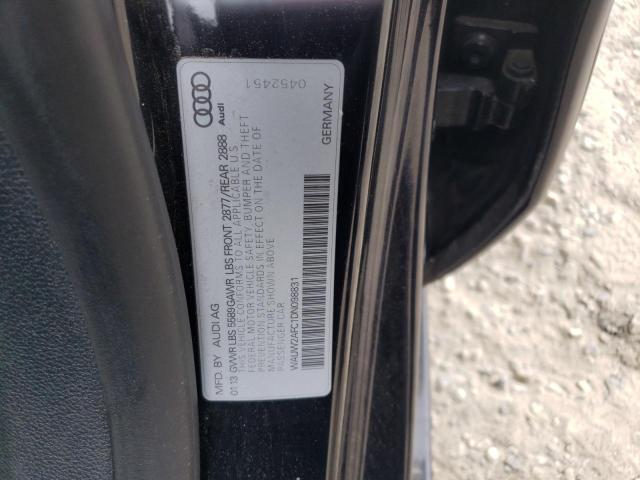 MFD. BY AUDI AG
01 13 GVWR LBS 5589 GAWR LBS FRONT 2877/REAR 2888 Audi
THIS VEHICLE CONFORMS TO ALL APPLICABLE U.S.
FEDERAL MOTOR VEHICLE SAFETY, BUMPER AND THEFT
PREVENTION STANDARDS IN EFFECT ON THE DATE OF
MANUFACTURE SHOWN ABOVE
PASSENGER CAR
WAUW2AFC1DN098831
GERMANY
0452451